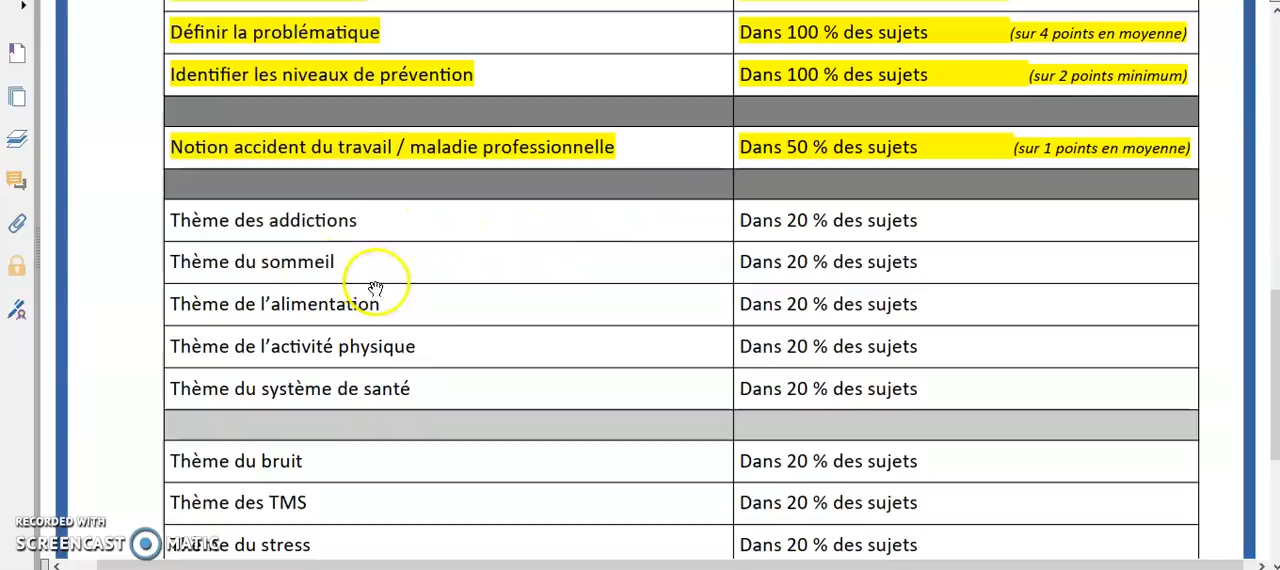 Définir la problématique Dans 100 % des sujets (sur 4 points en moyenne)
Identifier les niveaux de prévention Dans 100 % des sujets (sur 2 points minimum)
Notion accident du travail / maladie professionnelle Dans 50 % des sujets (sur 1 points en moyenne)
Thème des addictions Dans 20 % des sujets
Thème du sommeil Dans 20 % des sujets
Thème de l’alimentation Dans 20 % des sujets
Thème de l’activité physique Dans 20 % des sujets
Thème du système de santé Dans 20 % des sujets
Thème du bruit Dans 20 % des sujets
Thème des TMS Dans 20 % des sujets
du stress Dans 20 % des sujets
RECORDED WITH
SCREENCAST MATIC